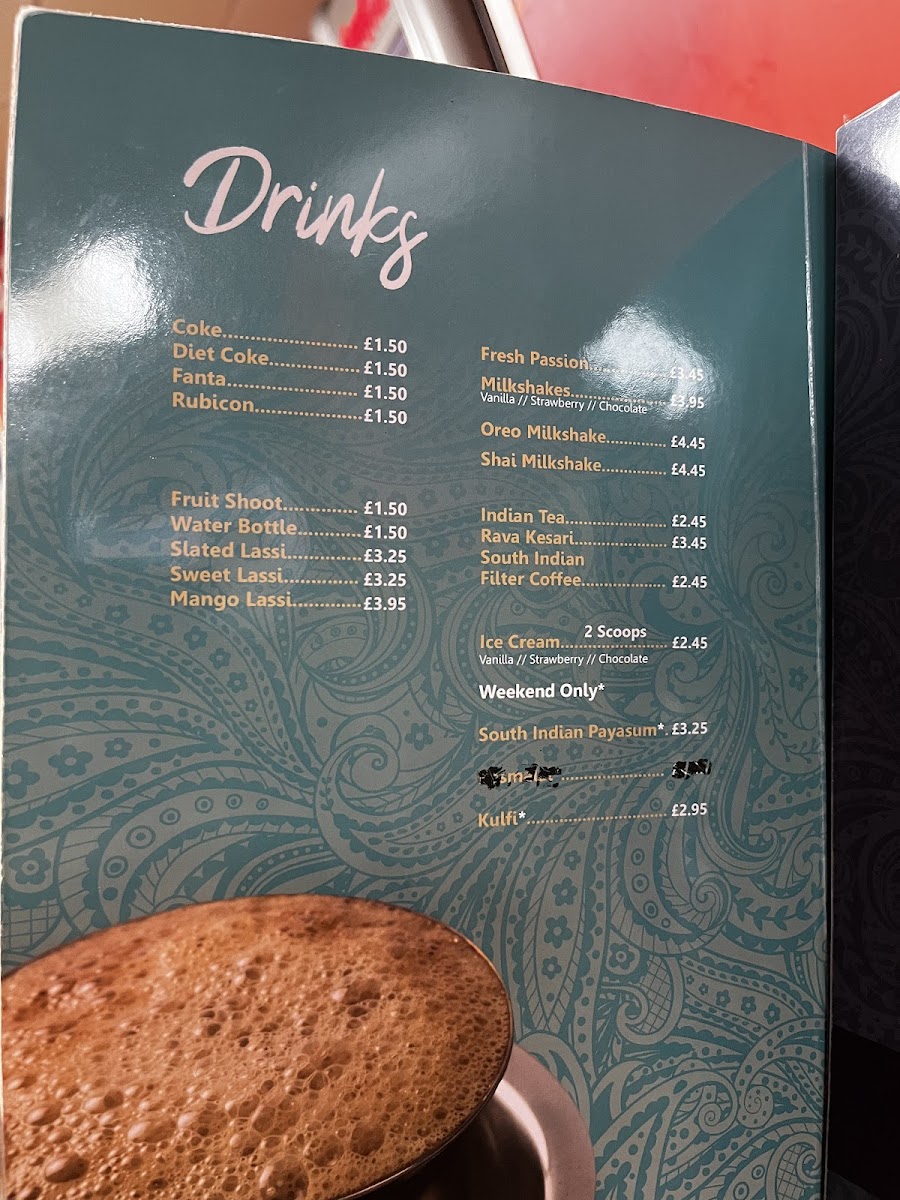 Drinks
Coke........................... £1.50
Diet Coke.................. £1.50
Fanta.......................... £1.50
Rubicon.....................£1.50
Fruit Shoot.............. £1.50
Water Bottle............£1.50
Slated Lassi..............£3.25
Sweet Lassi.............. £3.25
Mango Lassi.............£3.95
Fresh Passion............... £3.45
Milkshakes................... £3.95
Vanilla // Strawberry // Chocolate
Oreo Milkshake............ £4.45
Shai Milkshake............. £4.45
Indian Tea.................... £2.45
Rava Kesari................... £3.45
South Indian
Filter Coffee................. £2.45
2 Scoops
Ice Cream...................... £2.45
Vanilla // Strawberry // Chocolate
Weekend Only*
South Indian Payasum*. £3.25
Kulfi*............................ £2.95